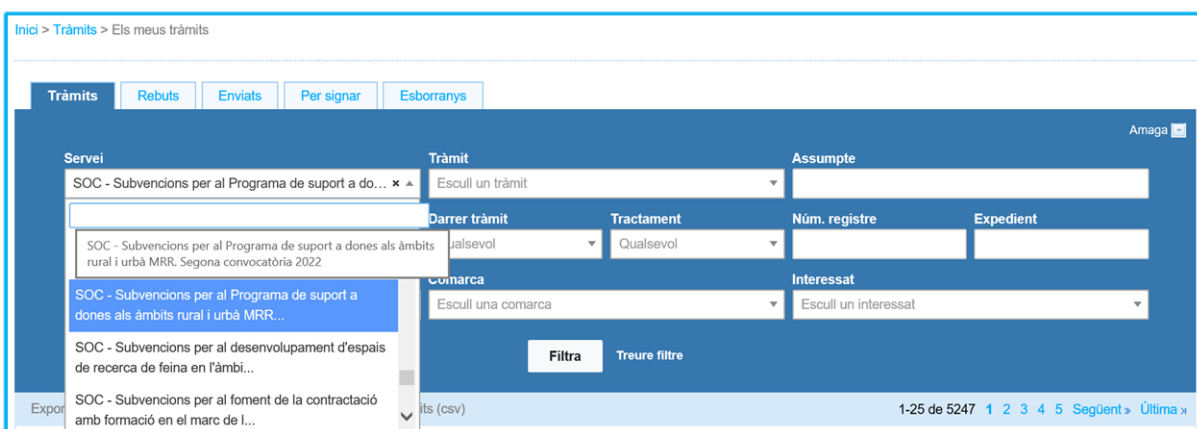 Inici > Tràmits > Els meus tràmits
Tràmits Rebuts Enviats Per signar Esborranys
Amaga
Servei Tràmit Assumpte
SOC - Subvencions per al Programa de suport a do... × Escull un tràmit
Darrer tràmit Tractament Núm. registre Expedient
SOC - Subvencions per al Programa de suport a dones als àmbits
rural i urbà MRR. Segona convocatòria 2022
ualsevol Qualsevol
Comarca Interessat
SOC - Subvencions per al Programa de suport a
dones als àmbits rural i urbà MRR...
Escull una comarca Escull un interessat
SOC - Subvencions per al desenvolupament d'espais
de recerca de feina en l'àmbi...
Filtra Treure filtre
SOC - Subvencions per al foment de la contractació
amb formació en el marc de l...
Expor its (csv) 1-25 de 5247 1 2 3 4 5 Següent » Última